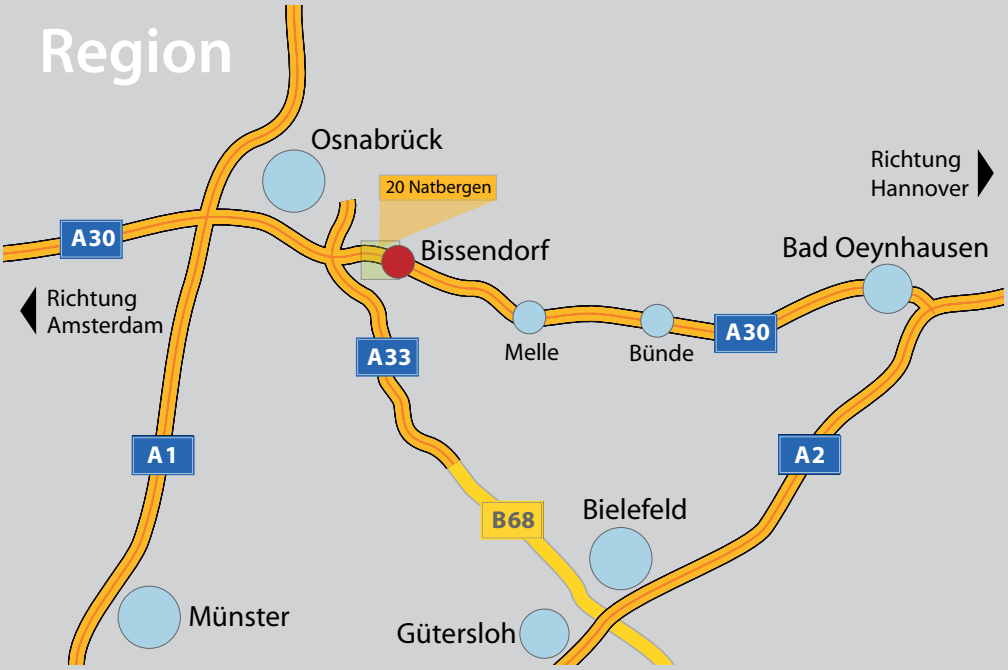 Region
Osnabrück
20 Natbergen
Richtung
Hannover
A30
Bissendorf
Bad Oeynhausen
Richtung
Amsterdam
Melle
Bünde
A30
A33
A1
A2
B68
Bielefeld
Münster
Gütersloh